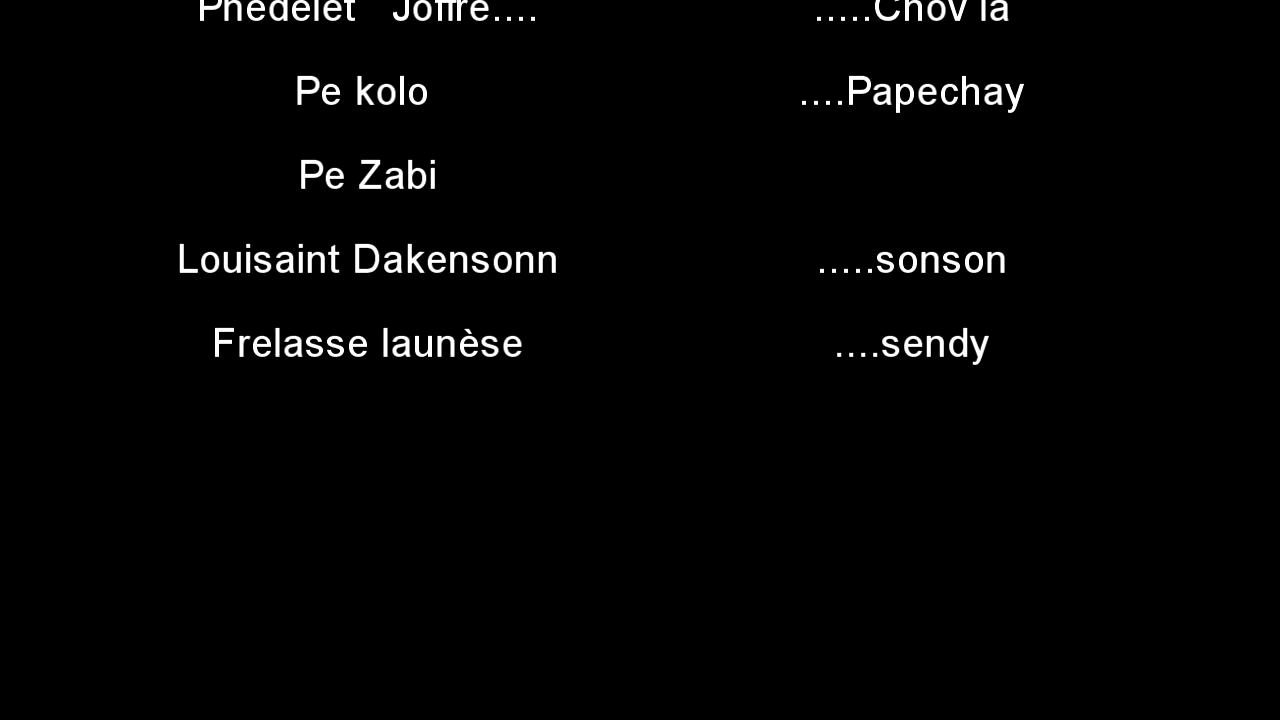 Phedelet Joffre.... .....Chov la
Pe kolo ....Papechay
Pe Zabi
Louisaint Dakensonn .....sonson
Frelasse launèse ....sendy